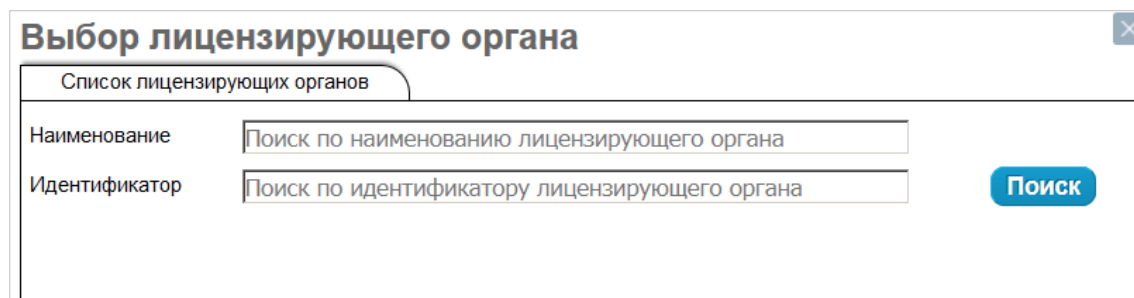 Выбор лицензирующего органа
Список лицензирующих органов
Наименование Поиск по наименованию лицензирующего органа
Идентификатор Поиск по идентификатору лицензирующего органа Поиск